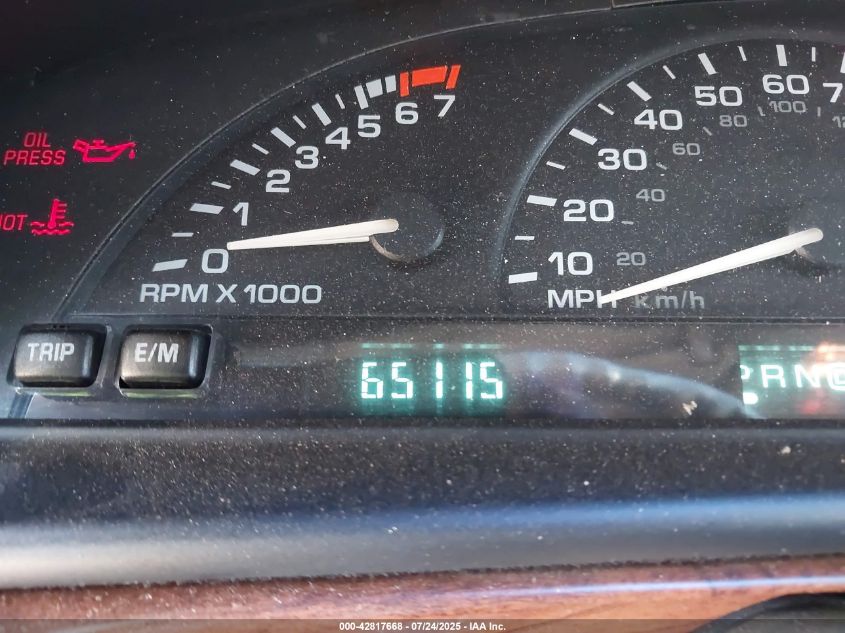 OIL
PRESS
HOT
0 1 2 3 4 5 6 7
RPM X 1000
10 20 30 40 50 60
20 40 60 80 100
MPH km/h
TRIP
E/M
65115
PRN
000-42817668 - 07/24/2025 - IAA Inc.